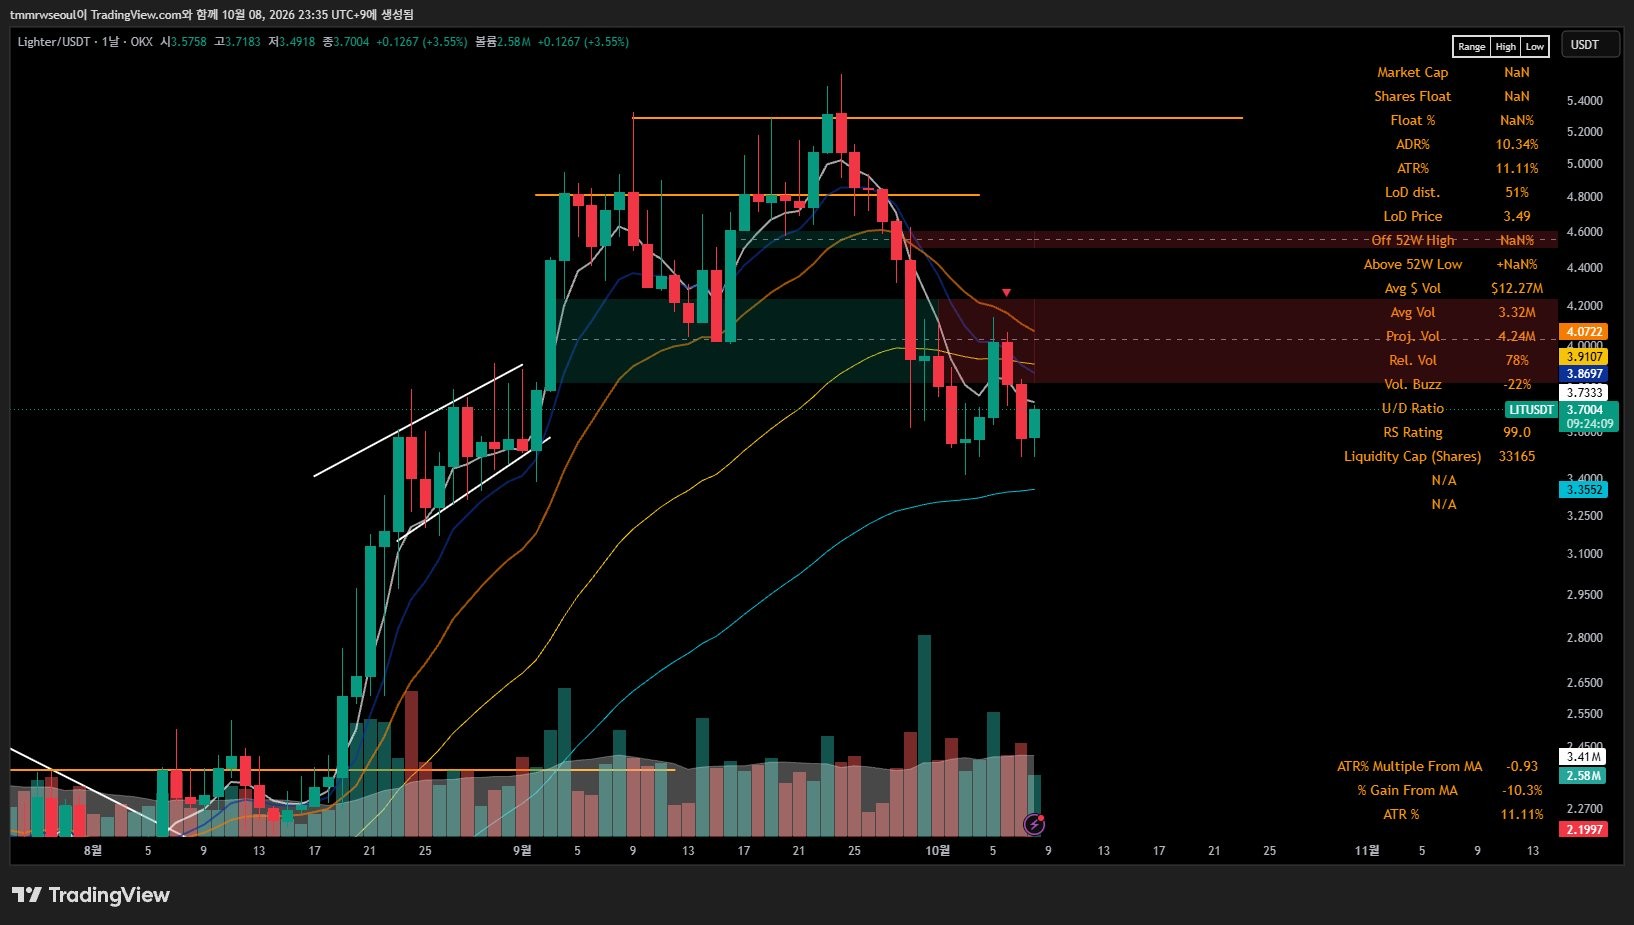 tmmrwseoul이 TradingView.com와 함께 10월 08, 2026 23:35 UTC+9에 생성됨
Lighter/USDT · 1날 · OKX 시3.5758 고3.7183 저3.4918 종3.7004 +0.1267 (+3.55%) 볼륨2.58M +0.1267 (+3.55%)
Range High Low
USDT
Market Cap NaN
Shares Float NaN
Float % NaN%
ADR% 10.34%
ATR% 11.11%
LoD dist. 51%
LoD Price 3.49
Off 52W High NaN%
Above 52W Low +NaN%
Avg $ Vol $12.27M
Avg Vol 3.32M
Proj. Vol 4.24M
Rel. Vol 78%
Vol. Buzz -22%
U/D Ratio
RS Rating 99.0
Liquidity Cap (Shares) 33165
N/A
N/A
5.4000
5.2000
5.0000
4.8000
4.6000
4.4000
4.2000
4.0722
4.0000
3.9107
3.8697
3.7333
LITUSDT 3.7004
09:24:09
3.6000
3.4000
3.3552
3.2500
3.1000
2.9500
2.8000
2.6500
2.5500
2.4500
3.41M
2.58M
2.2700
2.1997
ATR% Multiple From MA -0.93
% Gain From MA -10.3%
ATR % 11.11%
8월 5 9 13 17 21 25 9월 5 9 13 17 21 25 10월 5 9 13 17 21 25 11월 5 9 13
TradingView